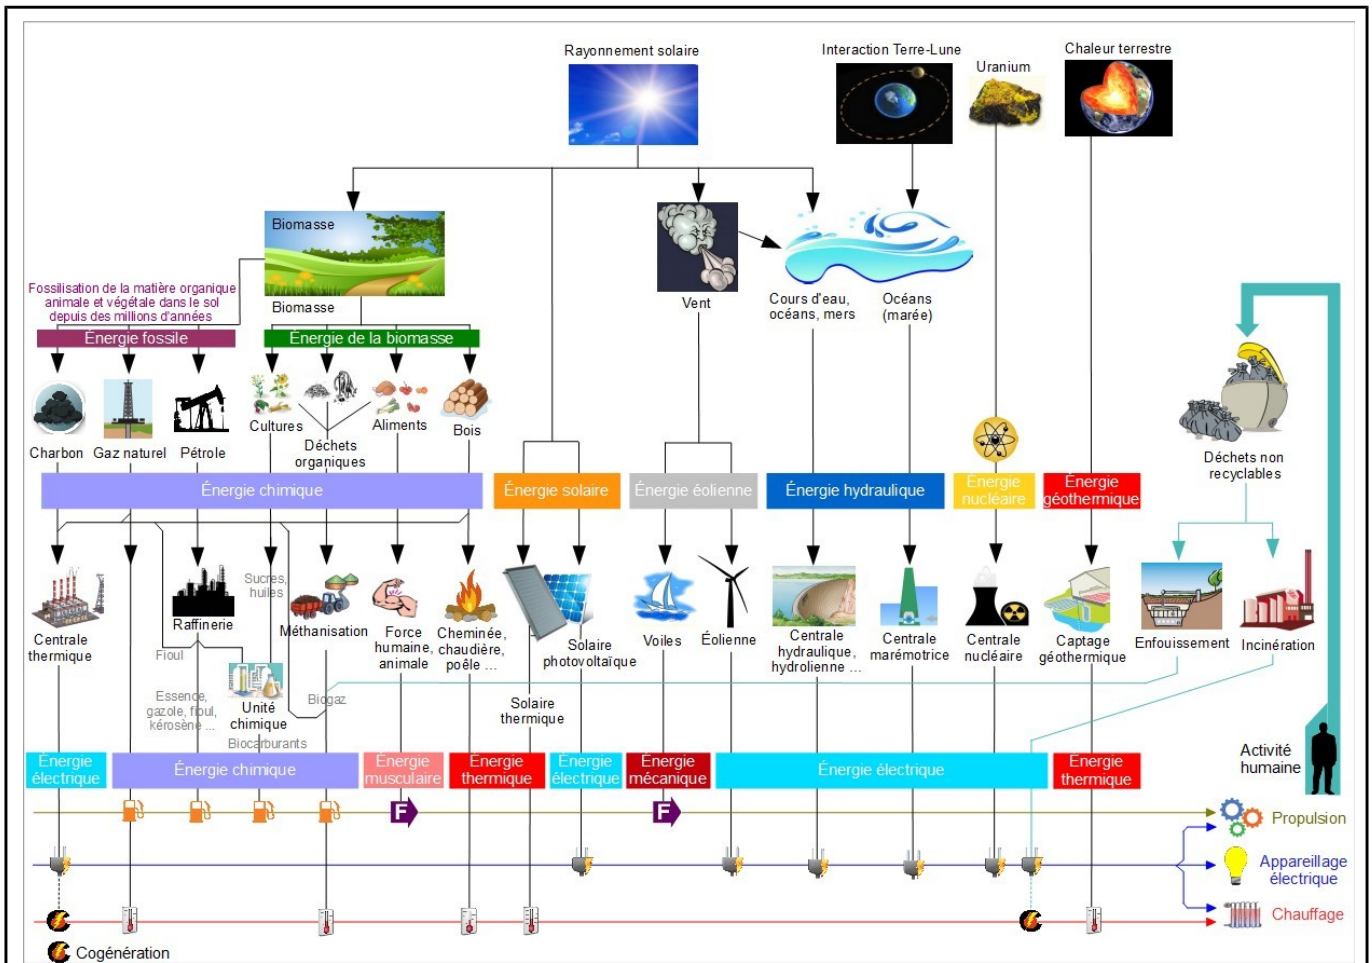 Rayonnement solaire
Interaction Terre-Lune
Uranium
Chaleur terrestre
Biomasse
Fossilisation de la matière organique
animale et végétale dans le sol
depuis des millions d'années
Biomasse
Vent
Cours d'eau,
océans, mers
Océans
(marée)
Énergie fossile
Énergie de la biomasse
Charbon
Gaz naturel
Pétrole
Cultures
Déchets
organiques
Aliments
Bois
Déchets non
recyclables
Énergie chimique
Énergie solaire
Énergie éolienne
Énergie hydraulique
Énergie
nucléaire
Énergie
géothermique
Centrale
thermique
Raffinerie
Sucres,
huiles
Méthanisation
Force
humaine,
animale
Cheminée,
chaudière,
poêle ...
Solaire
photovoltaïque
Voiles
Éolienne
Centrale
hydraulique,
hydrolienne ...
Centrale
marémotrice
Centrale
nucléaire
Captage
géothermique
Enfouissement
Incinération
Fioul
Essence,
gazole, fioul,
kérosène ...
Unité
chimique
Biogaz
Biocarburants
Solaire
thermique
Énergie
électrique
Énergie chimique
Énergie
musculaire
Énergie
thermique
Énergie
électrique
Énergie
mécanique
Énergie électrique
Énergie
thermique
Activité
humaine
F
F
Propulsion
Appareillage
électrique
Chauffage
Cogénération